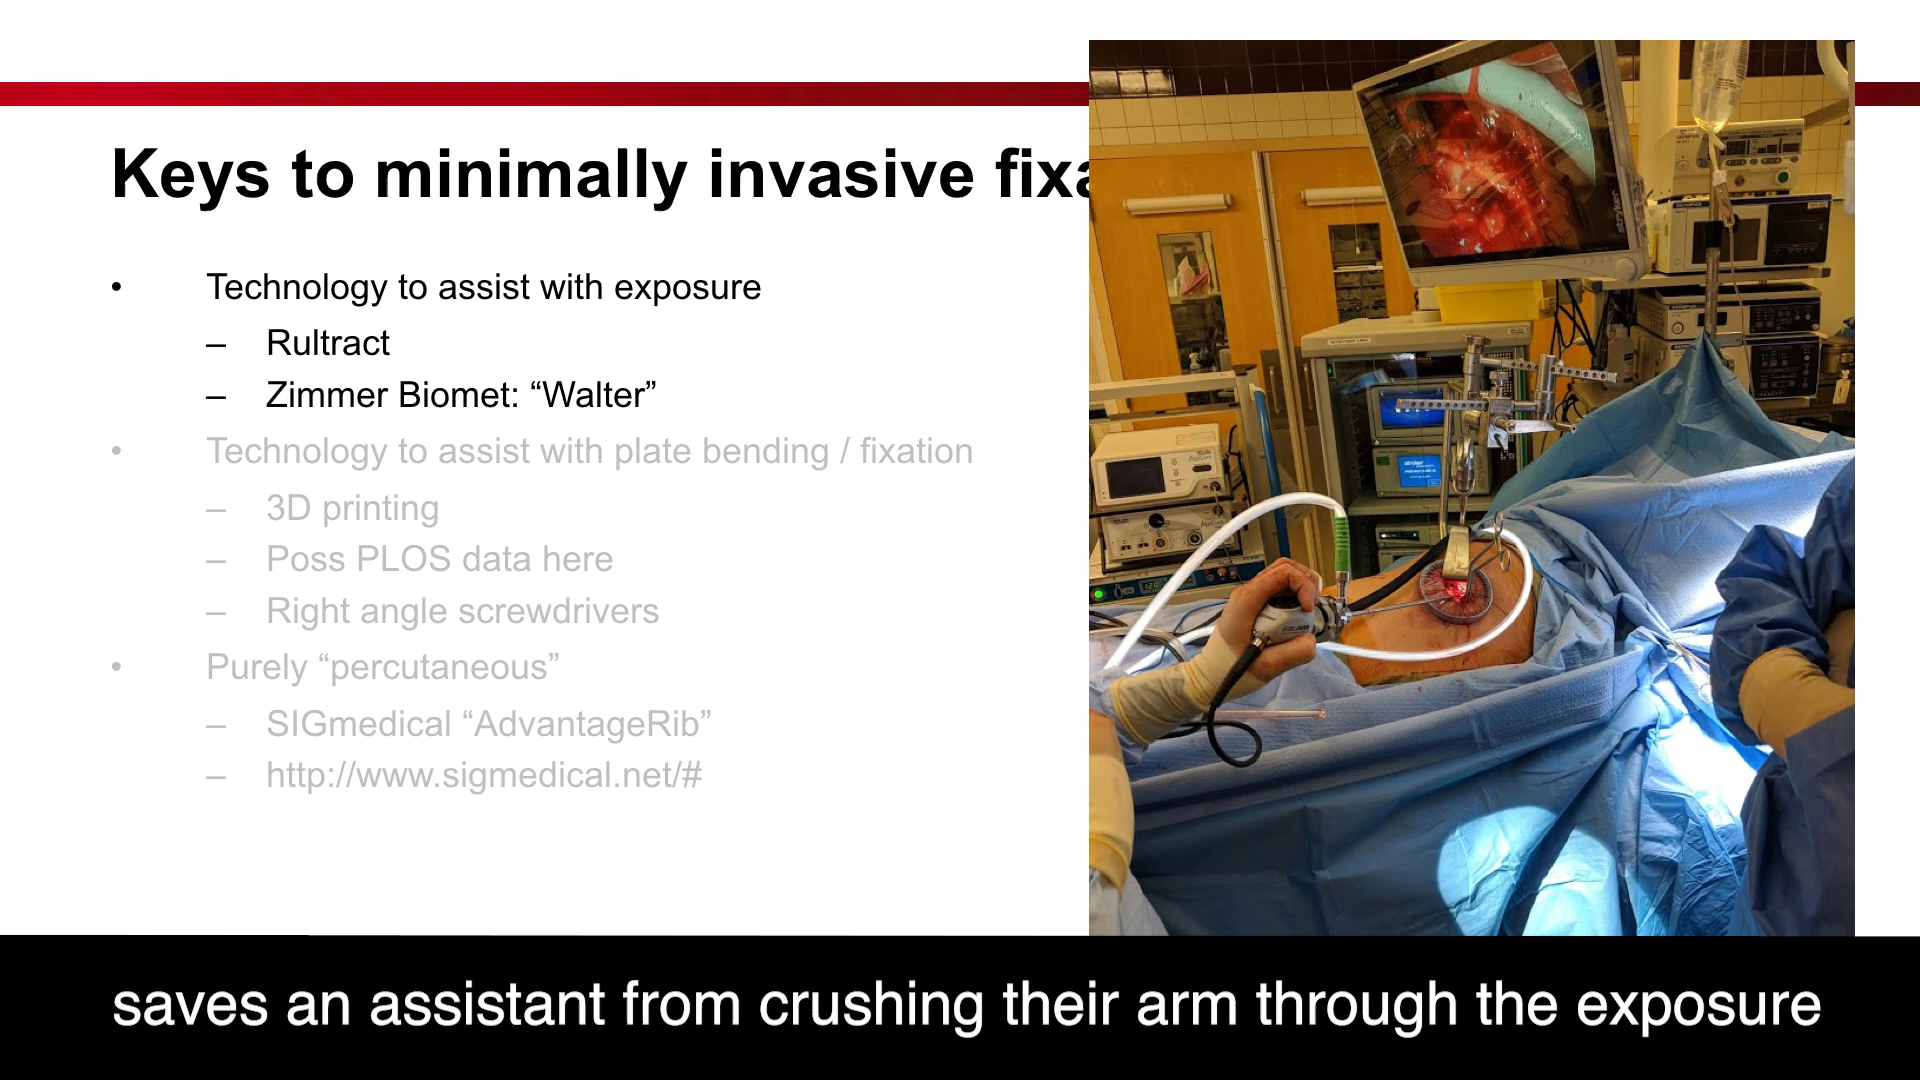 Keys to minimally invasive fixa
• Technology to assist with exposure
– Rultract
– Zimmer Biomet: “Walter”
• Technology to assist with plate bending / fixation
– 3D printing
– Poss PLOS data here
– Right angle screwdrivers
• Purely “percutaneous”
– SIGmedical “AdvantageRib”
– http://www.sigmedical.net/#
stryker
stryker
saves an assistant from crushing their arm through the exposure